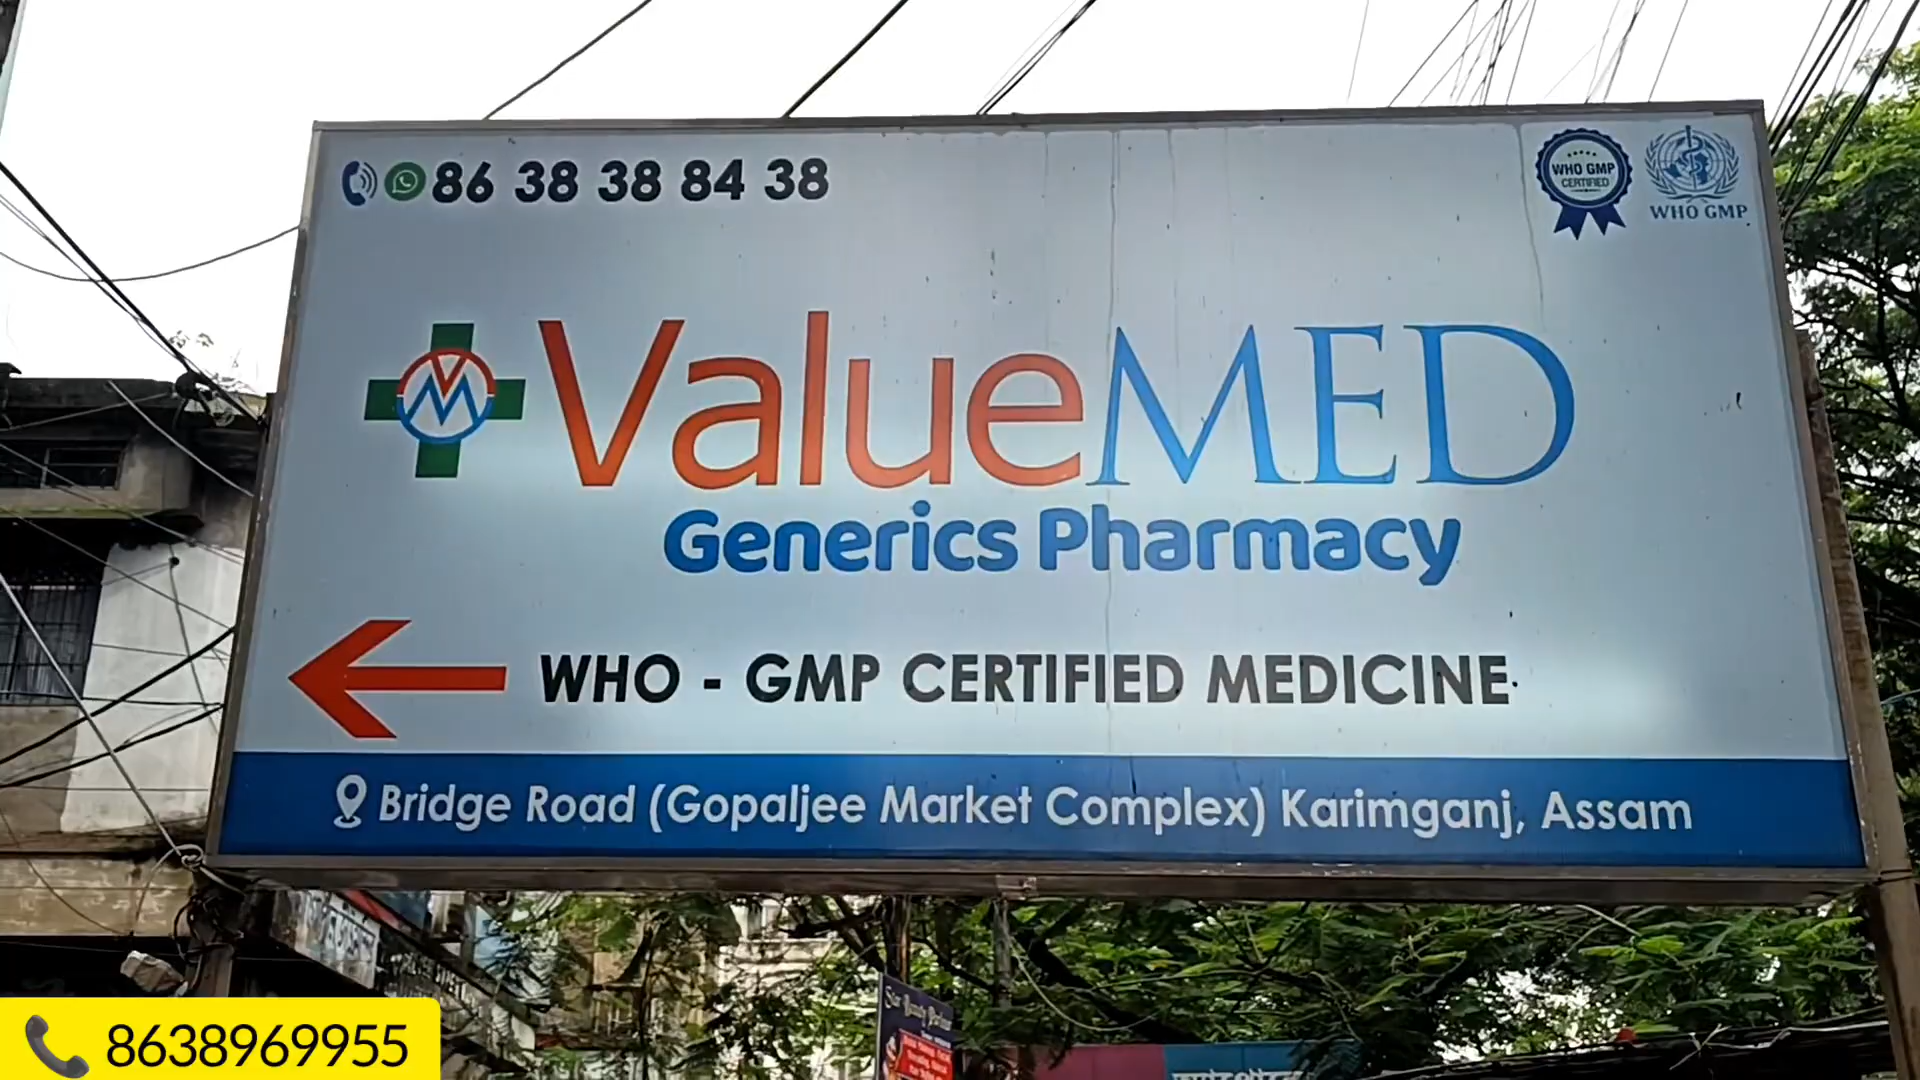 86 38 38 84 38
WHO GMP
CERTIFIED
WHO GMP
ValueMED
Generics Pharmacy
WHO - GMP CERTIFIED MEDICINE
Bridge Road (Gopaljee Market Complex) Karimganj, Assam
8638969955